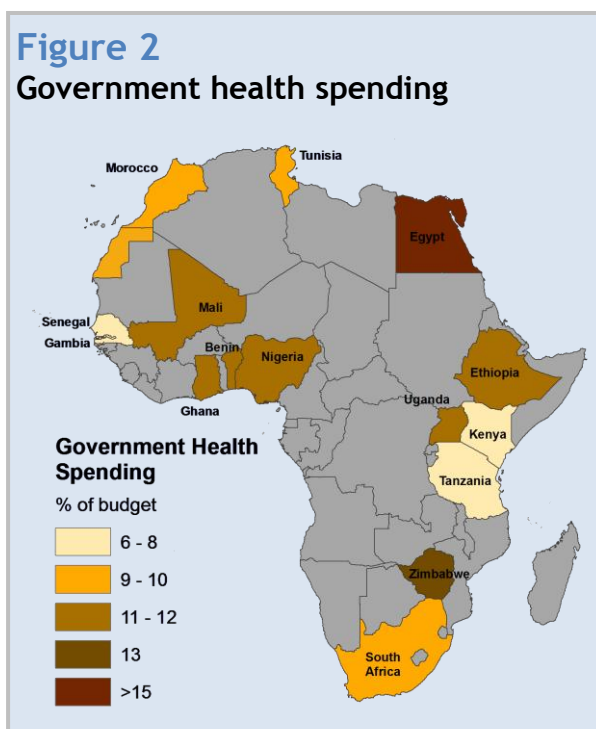 Figure 2
Government health spending
Tunisia
Morocco
Egypt
Mali
Senegal
Gambia
Benin
Nigeria
Ethiopia
Ghana
Uganda
Kenya
Tanzania
Zimbabwe
South
Africa
Government Health
Spending
% of budget
6 - 8
9 - 10
11 - 12
13
>15